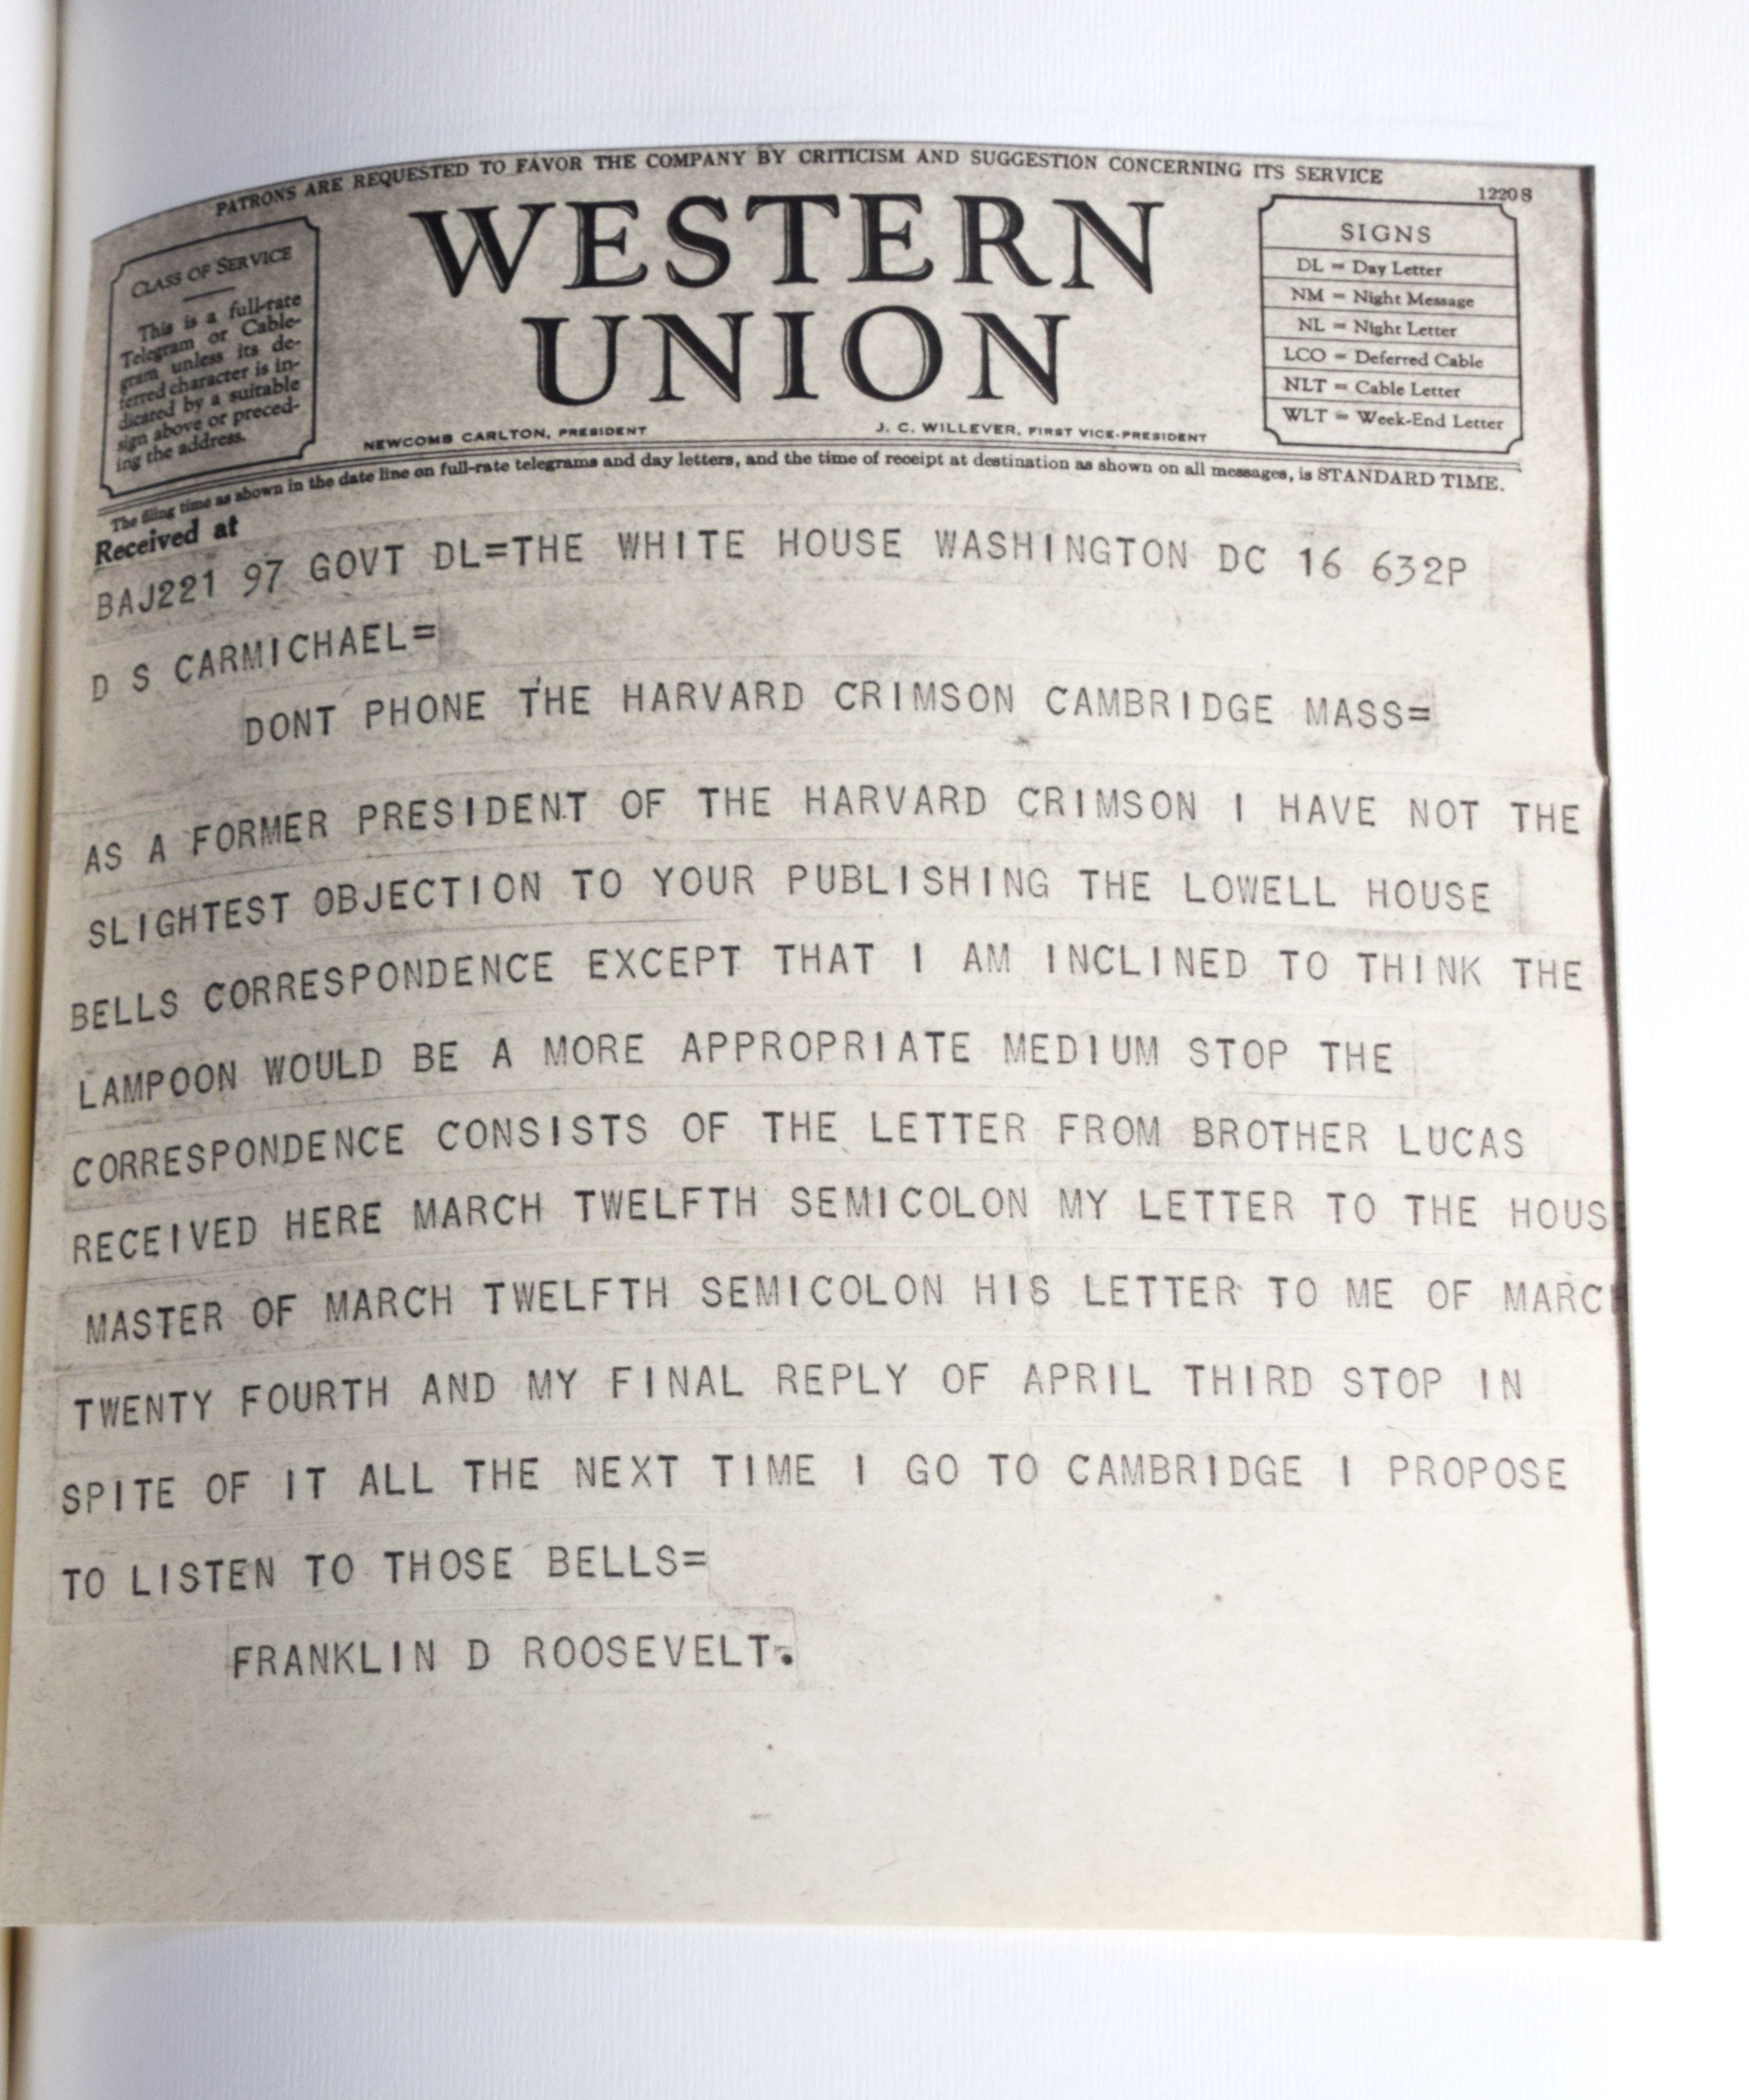 PATRONS ARE REQUESTED TO FAVOR THE COMPANY BY CRITICISM AND SUGGESTION CONCERNING ITS SERVICE
1220S
CLASS OF SERVICE
This is a full-rate
Telegram or Cable-
gram unless its de-
ferred character is in-
dicated by a suitable
sign above or preced-
ing the address.
WESTERN
UNION
NEWCOMB CARLTON, PRESIDENT
J. C. WILLEVER, FIRST VICE-PRESIDENT
SIGNS
DL = Day Letter
NM = Night Message
NL = Night Letter
LCO = Deferred Cable
NLT = Cable Letter
WLT = Week-End Letter
The filing time as shown in the date line on full-rate telegrams and day letters, and the time of receipt at destination as shown on all messages, is STANDARD TIME.
Received at
BAJ221 97 GOVT DL=THE WHITE HOUSE WASHINGTON DC 16 632P
D S CARMICHAEL=
DONT PHONE THE HARVARD CRIMSON CAMBRIDGE MASS=
AS A FORMER PRESIDENT OF THE HARVARD CRIMSON I HAVE NOT THE
SLIGHTEST OBJECTION TO YOUR PUBLISHING THE LOWELL HOUSE
BELLS CORRESPONDENCE EXCEPT THAT I AM INCLINED TO THINK THE
LAMPOON WOULD BE A MORE APPROPRIATE MEDIUM STOP THE
CORRESPONDENCE CONSISTS OF THE LETTER FROM BROTHER LUCAS
RECEIVED HERE MARCH TWELFTH SEMICOLON MY LETTER TO THE HOUSE
MASTER OF MARCH TWELFTH SEMICOLON HIS LETTER TO ME OF MARCH
TWENTY FOURTH AND MY FINAL REPLY OF APRIL THIRD STOP IN
SPITE OF IT ALL THE NEXT TIME I GO TO CAMBRIDGE I PROPOSE
TO LISTEN TO THOSE BELLS=
FRANKLIN D ROOSEVELT.